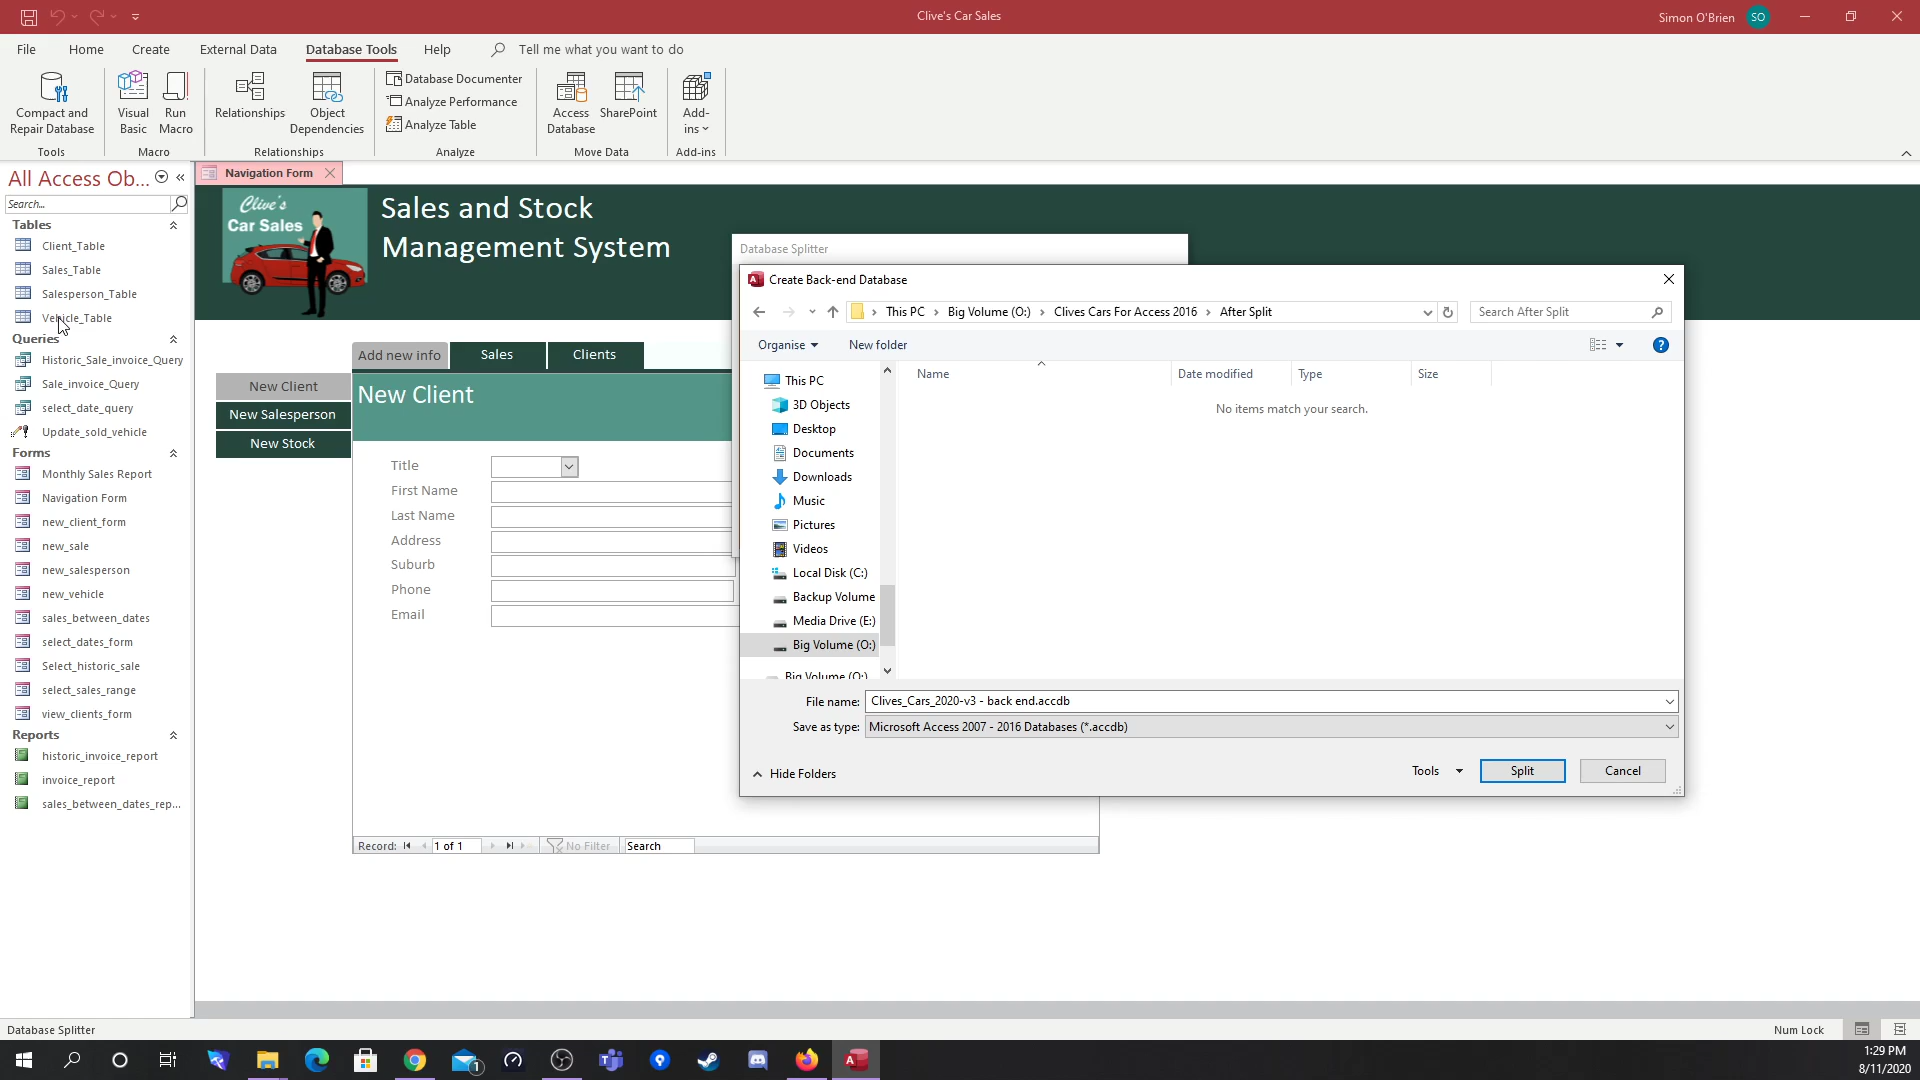 Clive's Car Sales
Simon O'Brien
SO
File Home Create External Data Database Tools Help Tell me what you want to do
Compact and
Repair Database
Tools
Visual
Basic
Run
Macro
Macro
Relationships
Object
Dependencies
Relationships
Database Documenter
Analyze Performance
Analyze Table
Analyze
Access
Database
SharePoint
Move Data
Add-
ins
Add-ins
All Access Ob...
Search...
Tables
Client_Table
Sales_Table
Salesperson_Table
Vehicle_Table
Queries
Historic_Sale_invoice_Query
Sale_invoice_Query
select_date_query
Update_sold_vehicle
Forms
Monthly Sales Report
Navigation Form
new_client_form
new_sale
new_salesperson
new_vehicle
sales_between_dates
select_dates_form
Select_historic_sale
select_sales_range
view_clients_form
Reports
historic_invoice_report
invoice_report
sales_between_dates_rep...
Navigation Form
Clive's
Car Sales
Sales and Stock
Management System
Add new info Sales Clients
New Client
New Salesperson
New Stock
New Client
Title
First Name
Last Name
Address
Suburb
Phone
Email
Record: 1 of 1 No Filter Search
Database Splitter
Create Back-end Database
This PC › Big Volume (O:) › Clives Cars For Access 2016 › After Split
Search After Split
Organise New folder
Name Date modified Type Size
No items match your search.
This PC
3D Objects
Desktop
Documents
Downloads
Music
Pictures
Videos
Local Disk (C:)
Backup Volume
Media Drive (E:)
Big Volume (O:)
Big Volume (O:)
File name: Clives_Cars_2020-v3 - back end.accdb
Save as type: Microsoft Access 2007 - 2016 Databases (*.accdb)
Hide Folders
Tools Split Cancel
Database Splitter
Num Lock
1
1:29 PM
8/11/2020